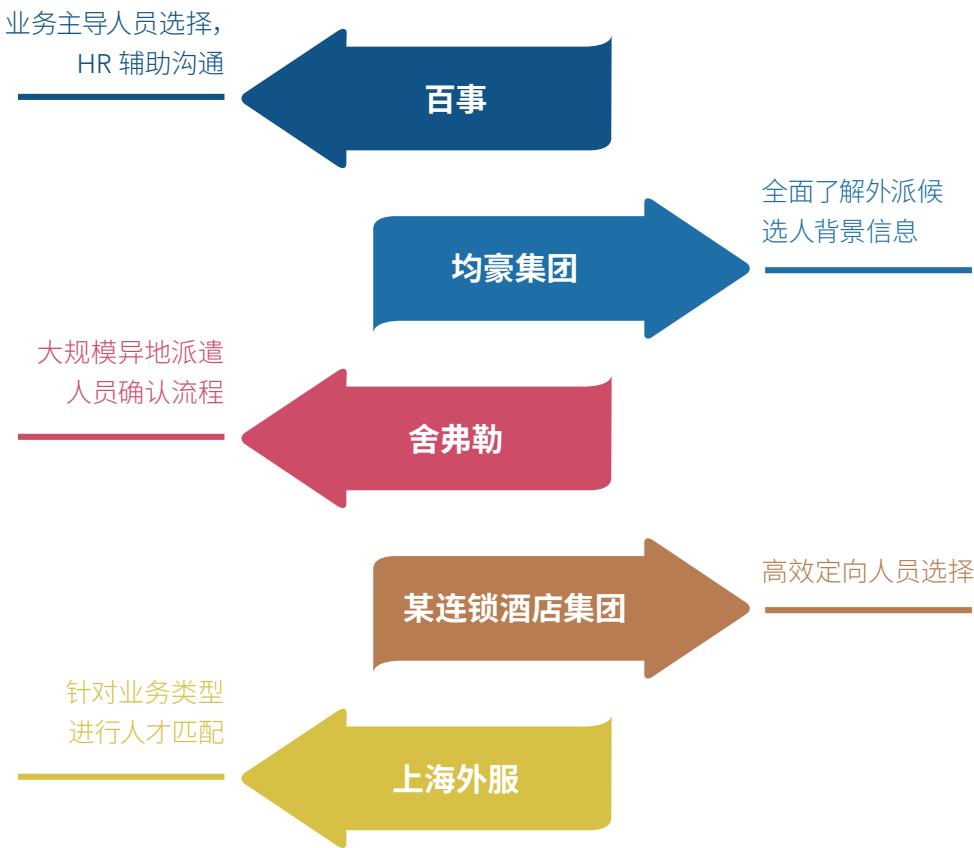 业务主导人员选择，
HR 辅助沟通
百事
全面了解外派候
选人背景信息
均豪集团
大规模异地派遣
人员确认流程
舍弗勒
高效定向人员选择
某连锁酒店集团
针对业务类型
进行人才匹配
上海外服